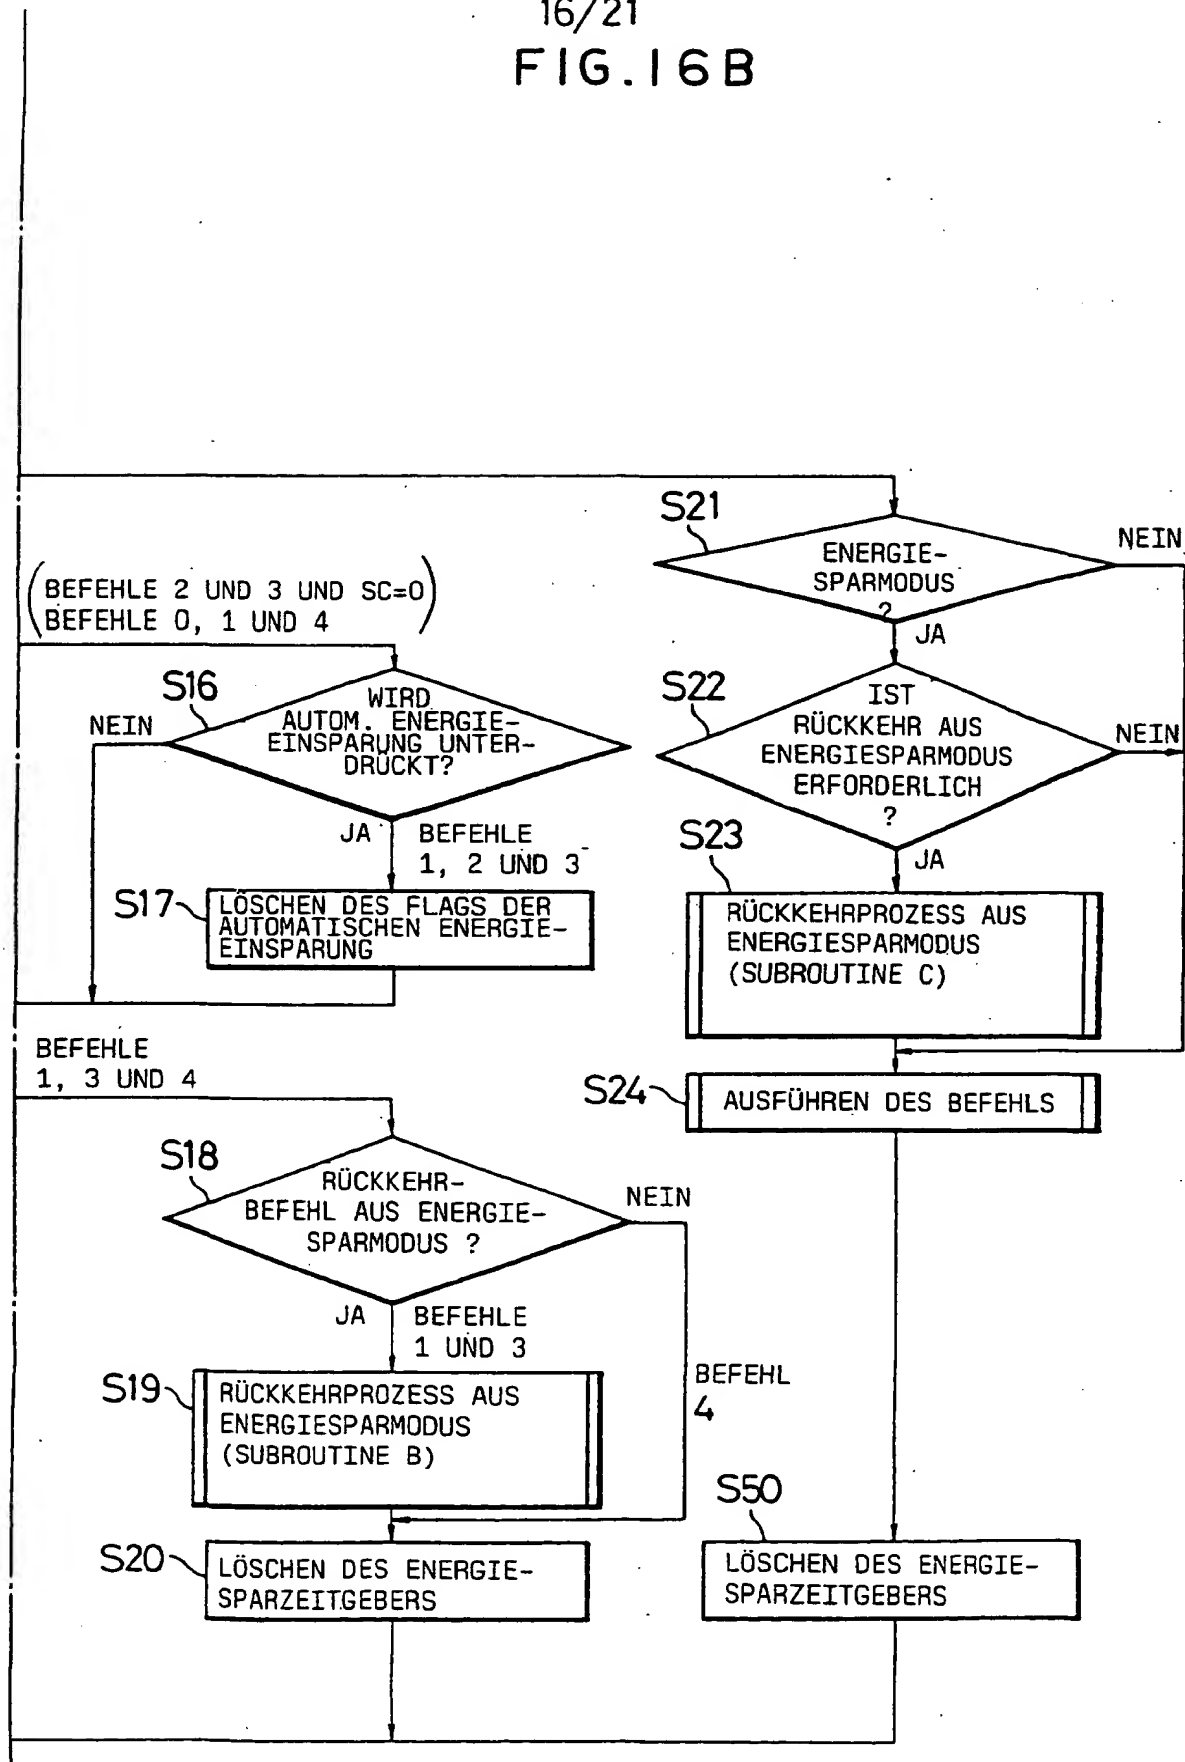 16/21
FIG.16B
S21
ENERGIE-
SPARMODUS
?
NEIN
JA
(BEFEHLE 2 UND 3 UND SC=0)
(BEFEHLE 0, 1 UND 4)
S16
WIRD
AUTOM. ENERGIE-
EINSPARUNG UNTER-
DRÜCKT?
NEIN
JA
BEFEHLE
1, 2 UND 3
S22
IST
RÜCKKEHR AUS
ENERGIESPARMODUS
ERFORDERLICH
?
NEIN
JA
S17
LÖSCHEN DES FLAGS DER
AUTOMATISCHEN ENERGIE-
EINSPARUNG
S23
RÜCKKEHRPROZESS AUS
ENERGIESPARMODUS
(SUBROUTINE C)
BEFEHLE
1, 3 UND 4
S24
AUSFÜHREN DES BEFEHLS
S18
RÜCKKEHR-
BEFEHL AUS ENERGIE-
SPARMODUS ?
NEIN
JA
BEFEHLE
1 UND 3
BEFEHL
4
S19
RÜCKKEHRPROZESS AUS
ENERGIESPARMODUS
(SUBROUTINE B)
S20
LÖSCHEN DES ENERGIE-
SPARZEITGEBERS
S50
LÖSCHEN DES ENERGIE-
SPARZEITGEBERS